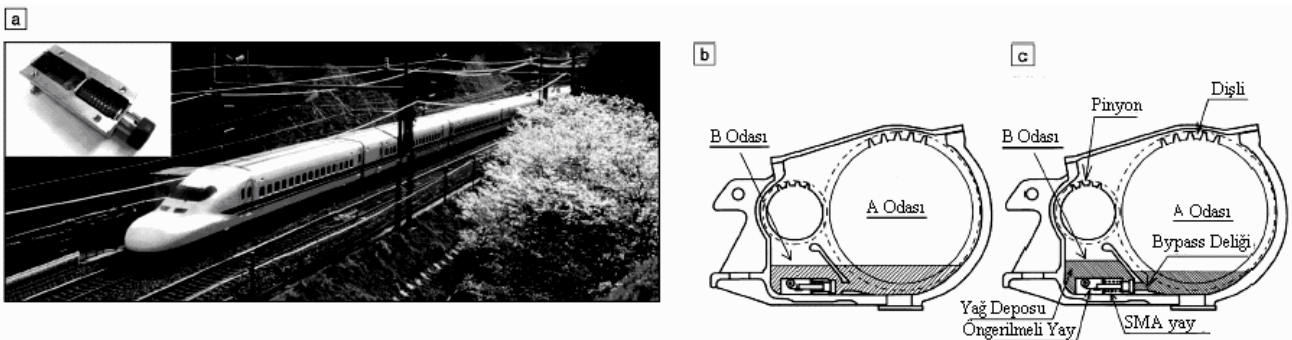 a
b
B Odası
A Odası
c
Dişli
Pinyon
B Odası
A Odası
Bypass Deliği
Yağ Deposu
Öngerilmeli Yay
SMA yay